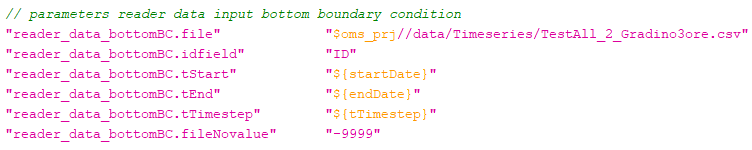 // parameters reader data input bottom boundary condition
"reader_data_bottomBC.file" "$oms_prj//data/Timeseries/TestAll_2_Gradino3ore.csv"
"reader_data_bottomBC.idfield" "ID"
"reader_data_bottomBC.tStart" "${startDate}"
"reader_data_bottomBC.tEnd" "${endDate}"
"reader_data_bottomBC.tTimestep" "${tTimestep}"
"reader_data_bottomBC.fileNovalue" "-9999"